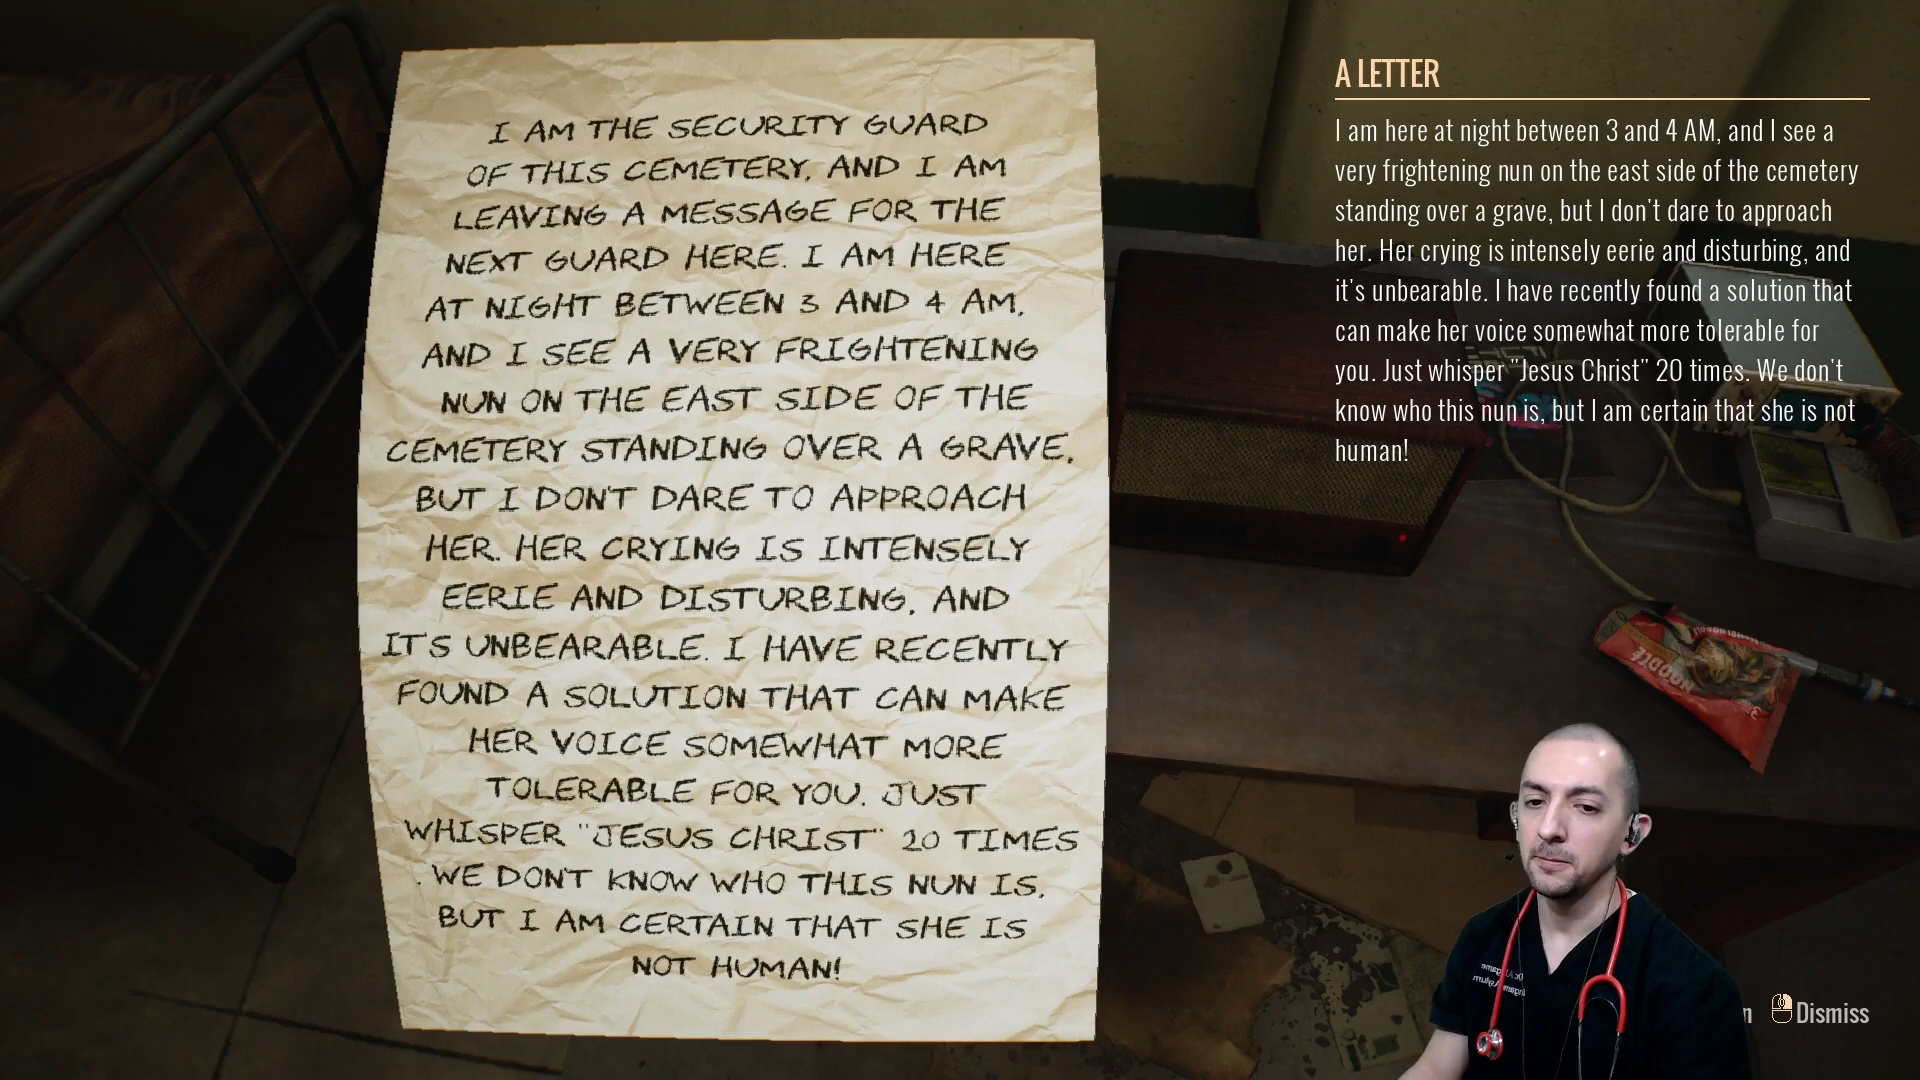 I AM THE SECURITY GUARD
OF THIS CEMETERY, AND I AM
LEAVING A MESSAGE FOR THE
NEXT GUARD HERE. I AM HERE
AT NIGHT BETWEEN 3 AND 4 AM,
AND I SEE A VERY FRIGHTENING
NUN ON THE EAST SIDE OF THE
CEMETERY STANDING OVER A GRAVE,
BUT I DON'T DARE TO APPROACH
HER. HER CRYING IS INTENSELY
EERIE AND DISTURBING, AND
IT'S UNBEARABLE. I HAVE RECENTLY
FOUND A SOLUTION THAT CAN MAKE
HER VOICE SOMEWHAT MORE
TOLERABLE FOR YOU. JUST
WHISPER "JESUS CHRIST" 20 TIMES
. WE DON'T KNOW WHO THIS NUN IS,
BUT I AM CERTAIN THAT SHE IS
NOT HUMAN!
A LETTER
I am here at night between 3 and 4 AM, and I see a
very frightening nun on the east side of the cemetery
standing over a grave, but I don't dare to approach
her. Her crying is intensely eerie and disturbing, and
it's unbearable. I have recently found a solution that
can make her voice somewhat more tolerable for
you. Just whisper "Jesus Christ" 20 times. We don't
know who this nun is, but I am certain that she is not
human!
NOODLE
Dismiss